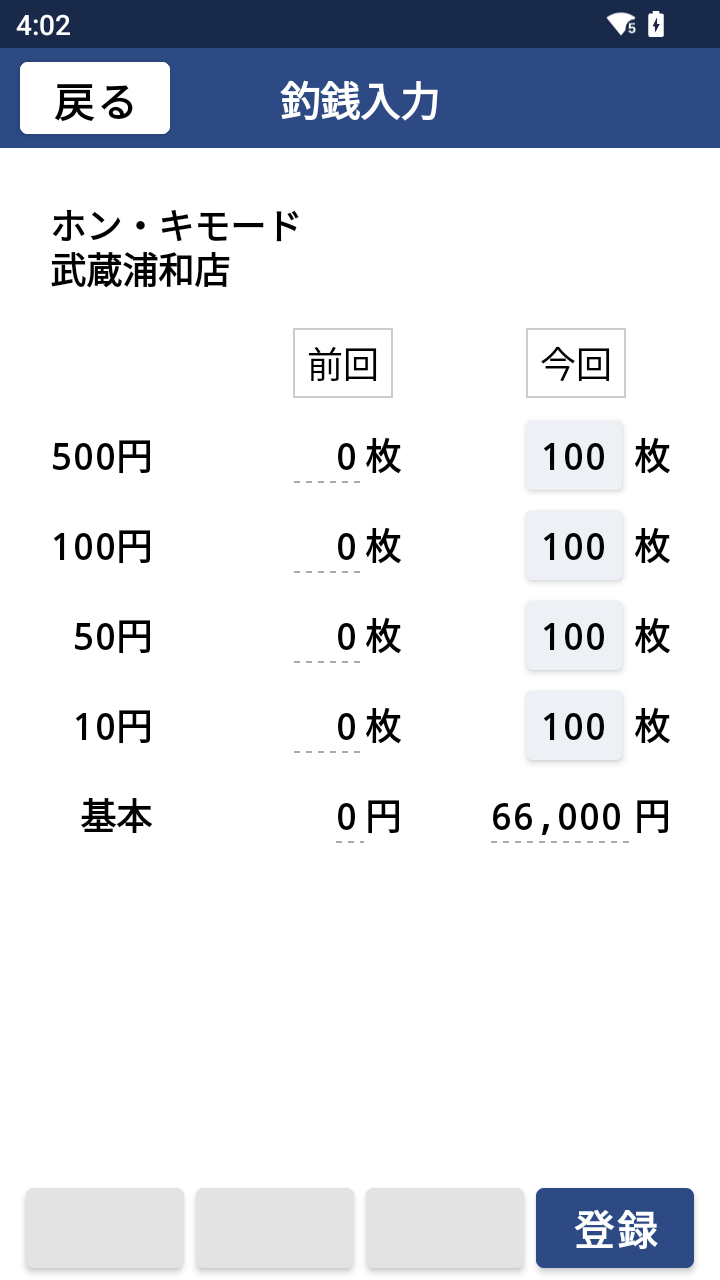 4:02
5
戻る 釣銭入力
ホン・キモード
武蔵浦和店
前回 今回
500円 0 枚 100 枚
100円 0 枚 100 枚
50円 0 枚 100 枚
10円 0 枚 100 枚
基本 0 円 66,000 円
登録